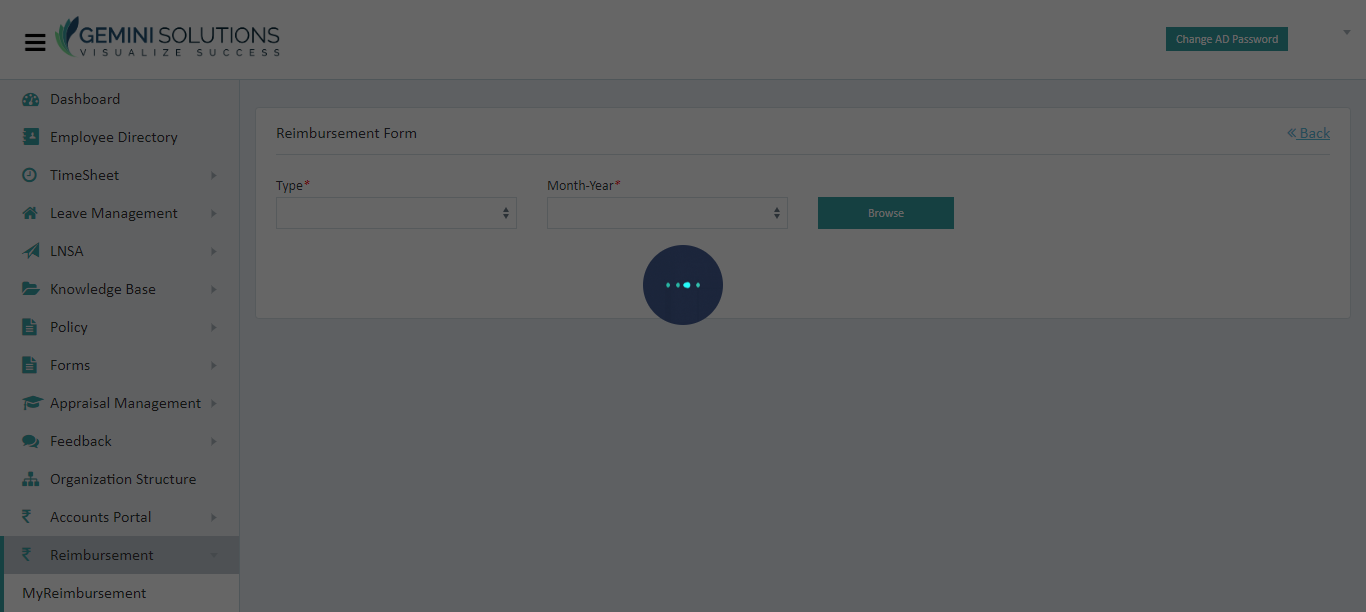 GEMINI SOLUTIONS
VISUALIZE SUCCESS
Change AD Password
Dashboard
Employee Directory
TimeSheet
Leave Management
LNSA
Knowledge Base
Policy
Forms
Appraisal Management
Feedback
Organization Structure
Accounts Portal
Reimbursement
MyReimbursement
Reimbursement Form
« Back
Type*
Month-Year*
Browse